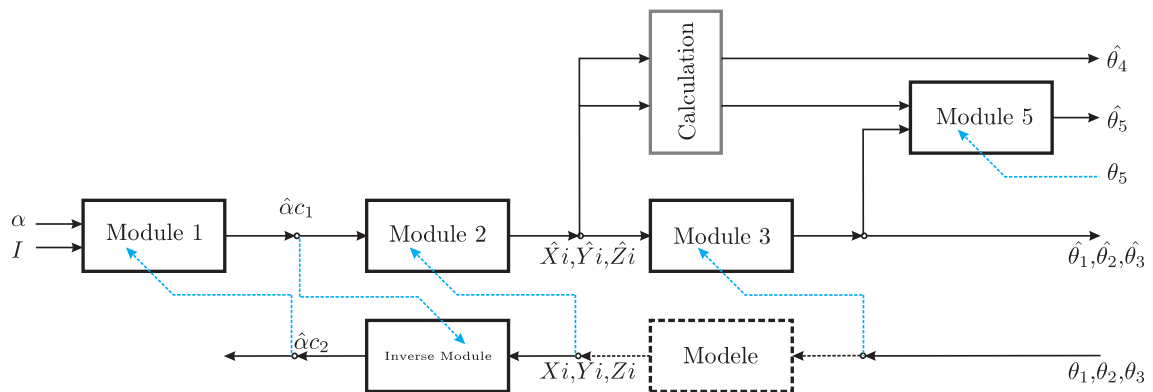 Calculation
θ̂₄
Module 5
θ̂₅
θ₅
α
I
Module 1
α̂c₁
Module 2
X̂i,Ŷi,Ẑi
Module 3
θ̂₁,θ̂₂,θ̂₃
α̂c₂
Inverse Module
Xi,Yi,Zi
Modele
θ₁,θ₂,θ₃